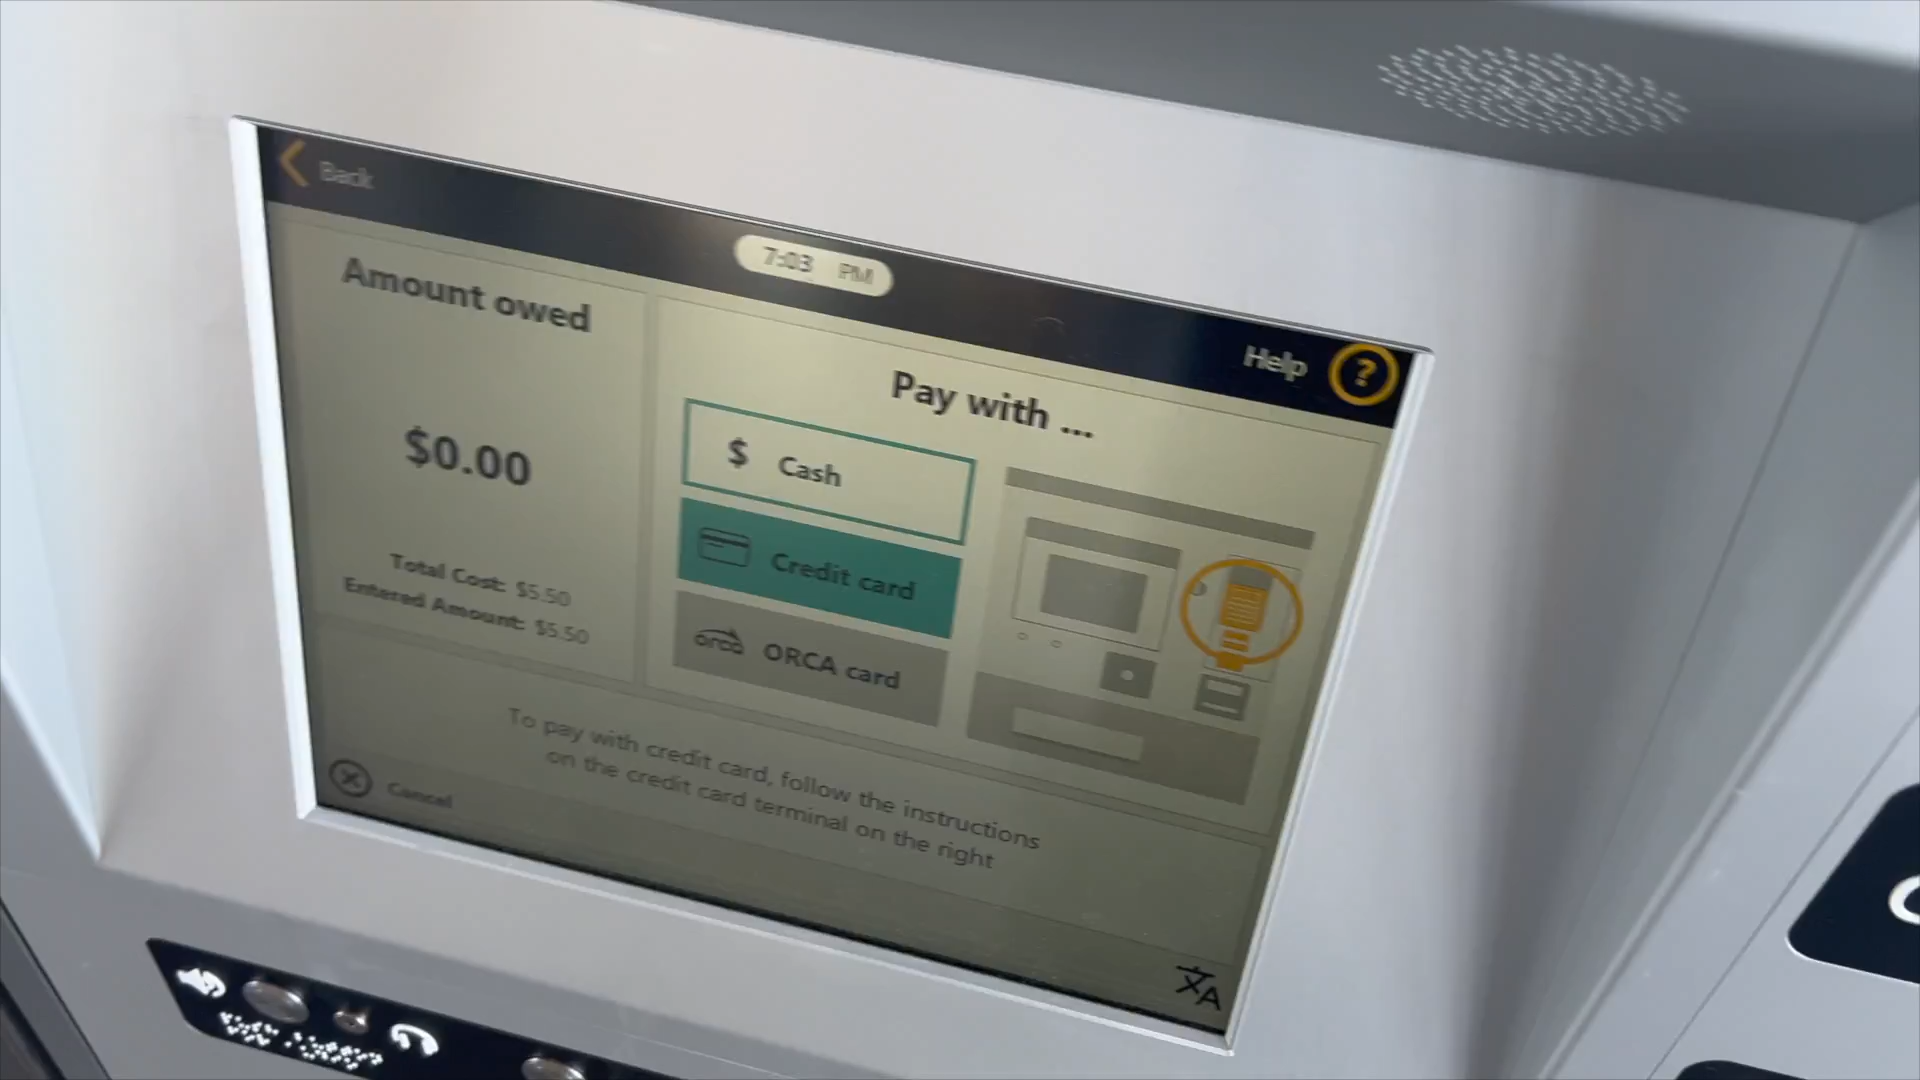 Back
7:03 PM
Help ?
Amount owed
$0.00
Total Cost: $5.50
Entered Amount: $5.50
Pay with ...
$ Cash
Credit card
orca ORCA card
To pay with credit card, follow the instructions
on the credit card terminal on the right
Cancel
文A